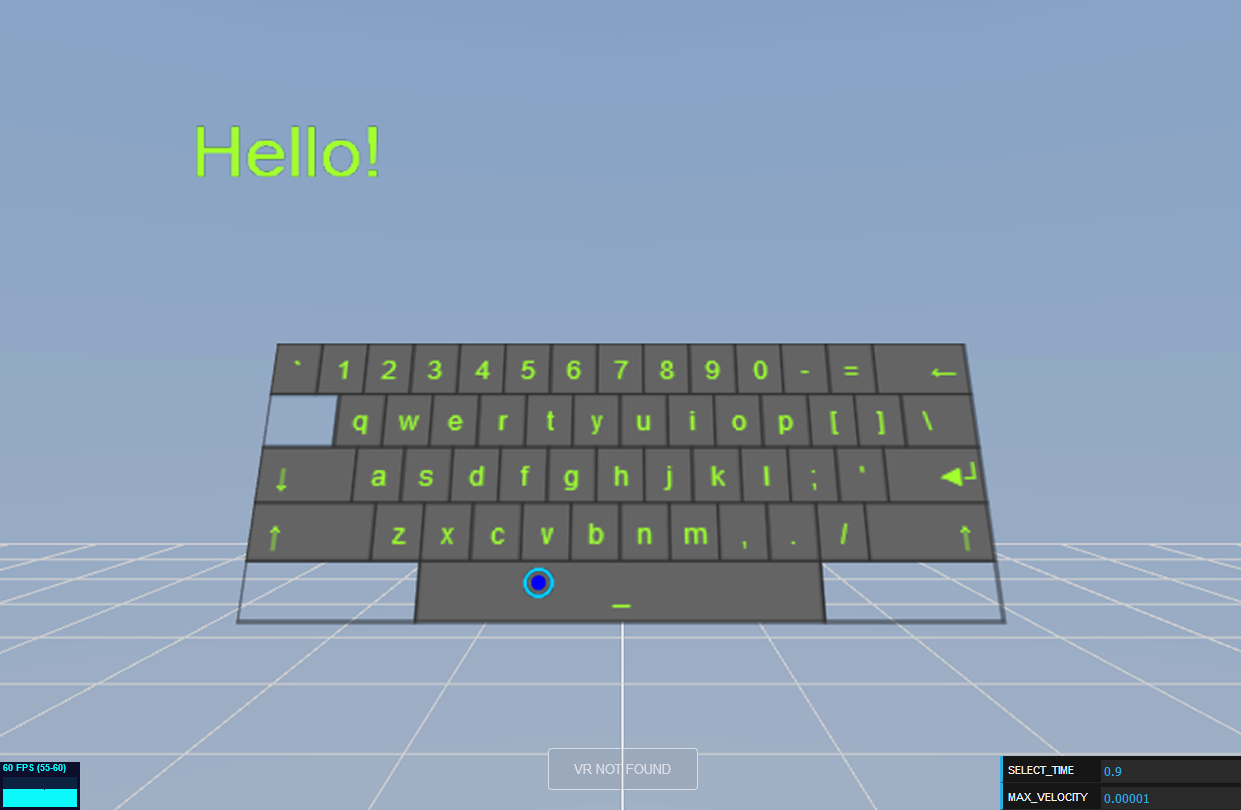 Hello!
` 1 2 3 4 5 6 7 8 9 0 - = ←
q w e r t y u i o p [ ] \
↓ a s d f g h j k l ; ' ↵
↑ z x c v b n m , . / ↑
_
VR NOT FOUND
60 FPS (55-60)
SELECT_TIME 0.9
MAX_VELOCITY 0.00001